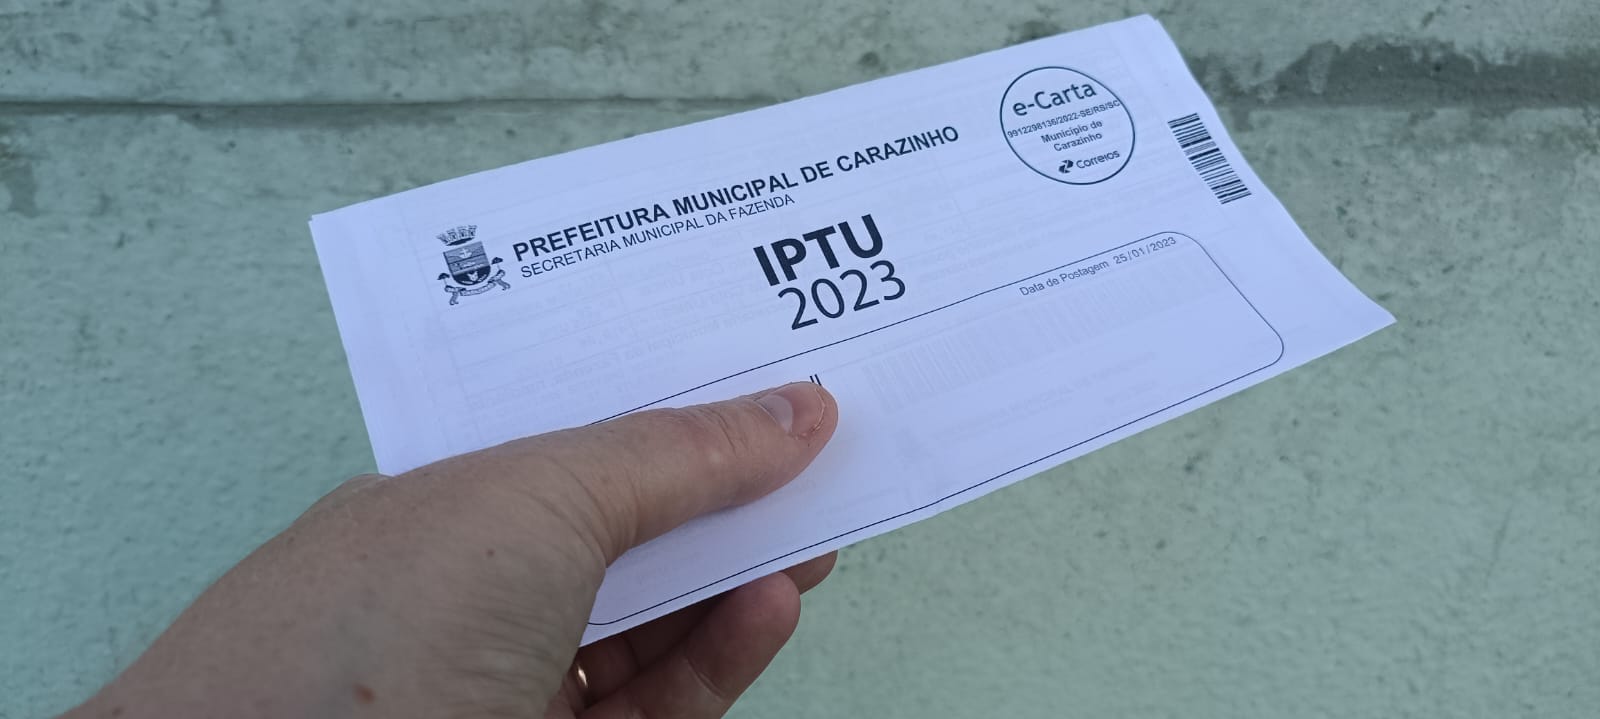 PREFEITURA MUNICIPAL DE CARAZINHO
SECRETARIA MUNICIPAL DA FAZENDA
IPTU
2023
e-Carta
9912298136/2022-SE/RS/SC
Município de
Carazinho
Correios
Data de Postagem 25/01/2023